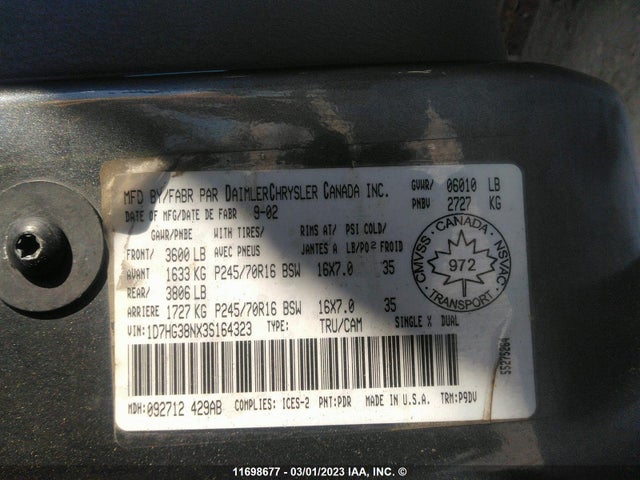 MFD BY/FABR PAR DAIMLERCHRYSLER CANADA INC.
GVWR/ 06010 LB
PNBV 2727 KG
DATE OF MFG/DATE DE FABR 9-02
GAWR/PNBE WITH TIRES/ RIMS AT/ PSI COLD/
FRONT/ 3600 LB AVEC PNEUS JANTES A LB/PO2 FROID
AVANT 1633 KG P245/70R16 BSW 16X7.0 35
REAR/ 3806 LB
ARRIERE 1727 KG P245/70R16 BSW 16X7.0 35
VIN: 1D7HG38NX3S164323 TYPE: TRU/CAM SINGLE X DUAL
CANADA
CMVSS NSVAC
972
TRANSPORT
55275264
MDH: 092712 429AB COMPLIES: ICES-2 PNT:PDR MADE IN U.S.A. TRM:P9DV
11698677 - 03/01/2023 IAA, INC. ©